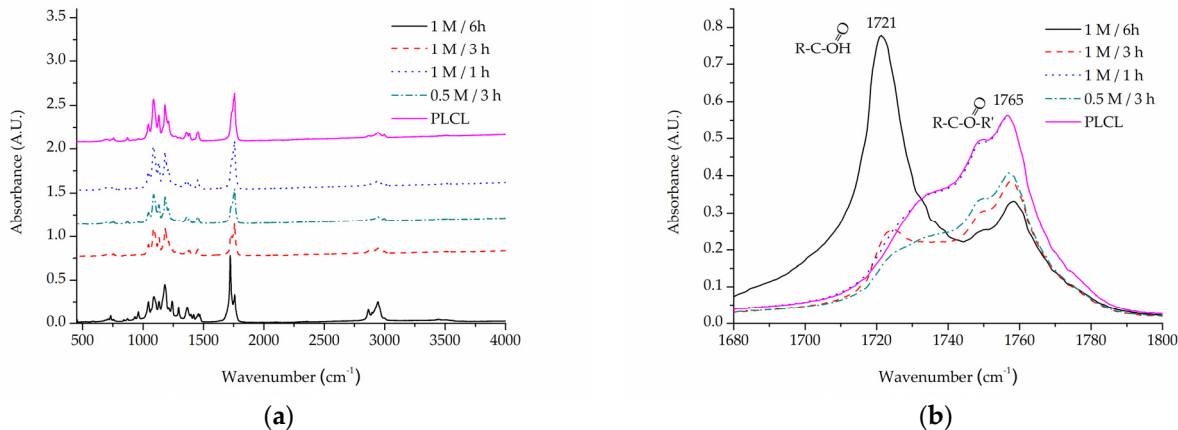 3.5
3.0
2.5
2.0
1.5
1.0
0.5
0.0
Absorbance (A.U.)
1 M / 6h
1 M / 3 h
1 M / 1 h
0.5 M / 3 h
PLCL
500 1000 1500 2000 2500 3000 3500 4000
Wavenumber (cm⁻¹)
(a)
0.8
0.7
0.6
0.5
0.4
0.3
0.2
0.1
0.0
Absorbance (A.U.)
1721
O
R-C-OH
1765
O
R-C-O-R'
1 M / 6h
1 M / 3 h
1 M / 1 h
0.5 M / 3 h
PLCL
1680 1700 1720 1740 1760 1780 1800
Wavenumber (cm⁻¹)
(b)